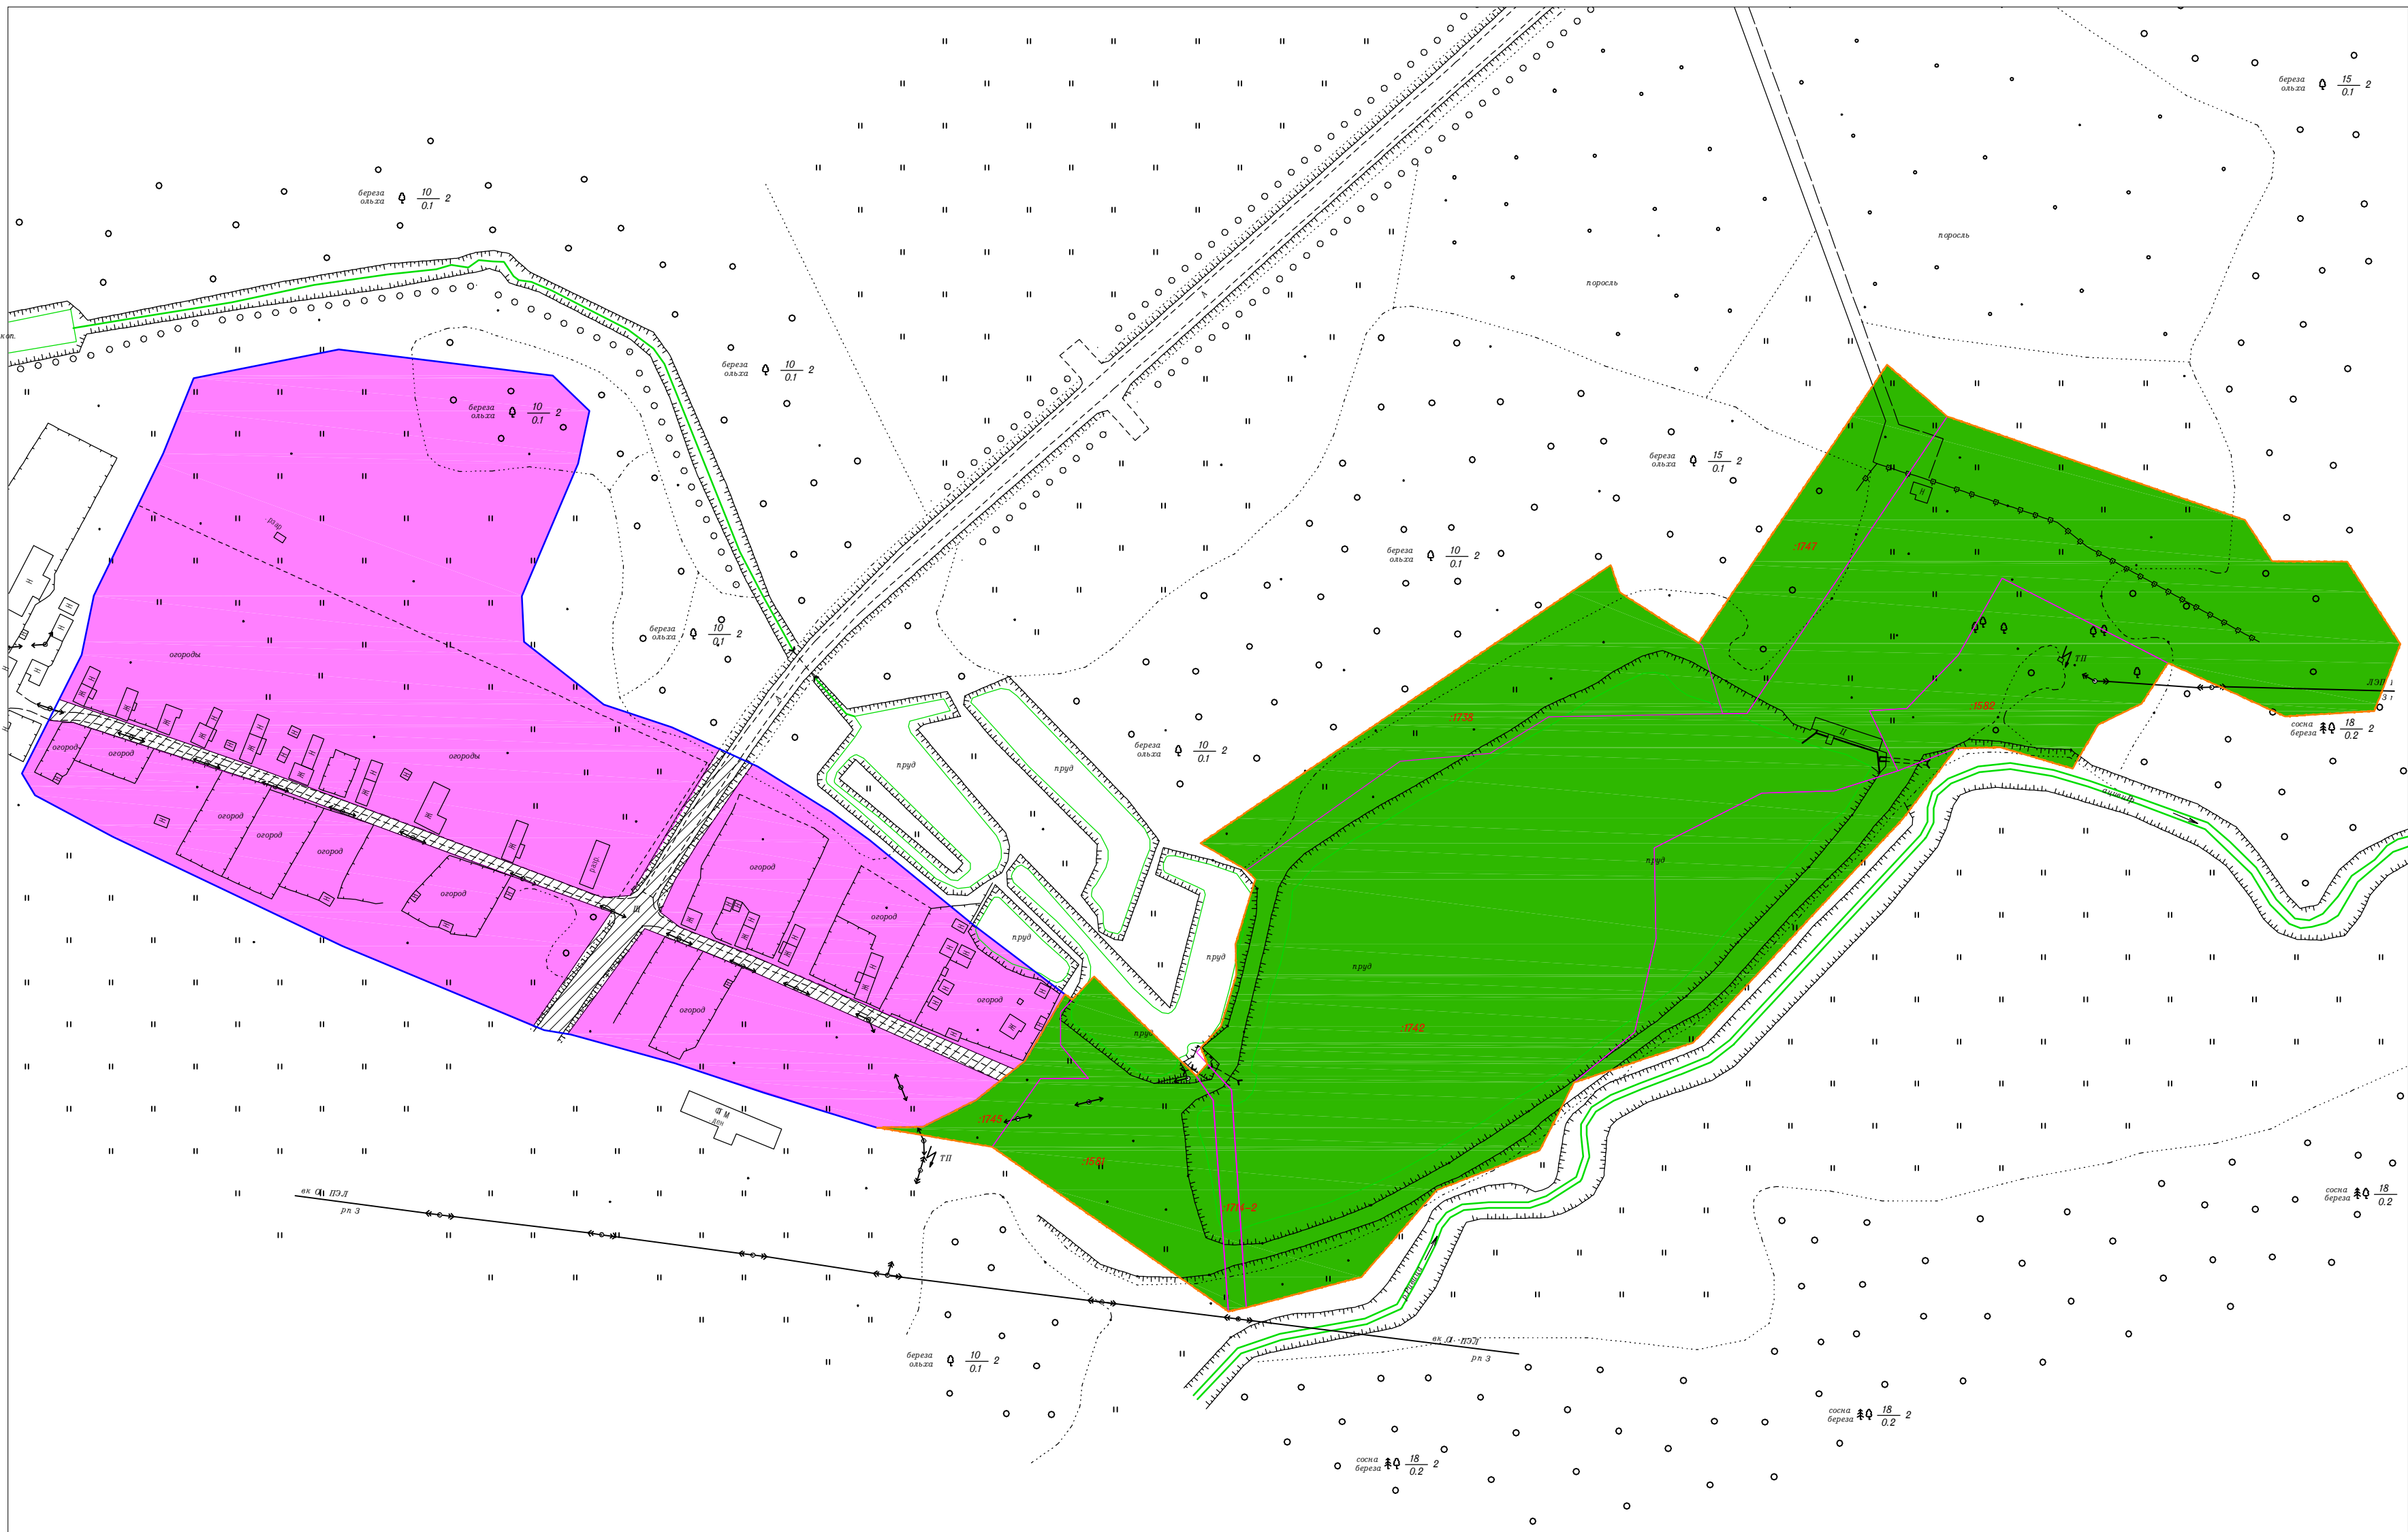 береза 15
ольха 0.1 2
береза 10
ольха 0.1 2
поросль
поросль
коп.
береза 10
ольха 0.1 2
береза 10
ольха 0.1 2
береза 15
ольха 0.1 2
разр
:1747
береза 10
ольха 0.1 2
Н
Н
Н
Н
береза 10
ольха 0.1 2
огороды
ТП
Ж
Н
:1582
:1738
сосна 18
береза 0.2 2
огород
огород
огороды
береза 10
ольха 0.1 2
пруд
пруд
огород
огород
огород
огород
разр.
огород
пруд
Ш
огород
пруд
пруд
пруд
огород
огород
:1742
пруд
:1745
ТП
:1581
сосна 18
береза 0.2
:1714-2
рп 3
рп 3
береза 10
ольха 0.1 2
сосна 18
береза 0.2 2
сосна 18
береза 0.2 2